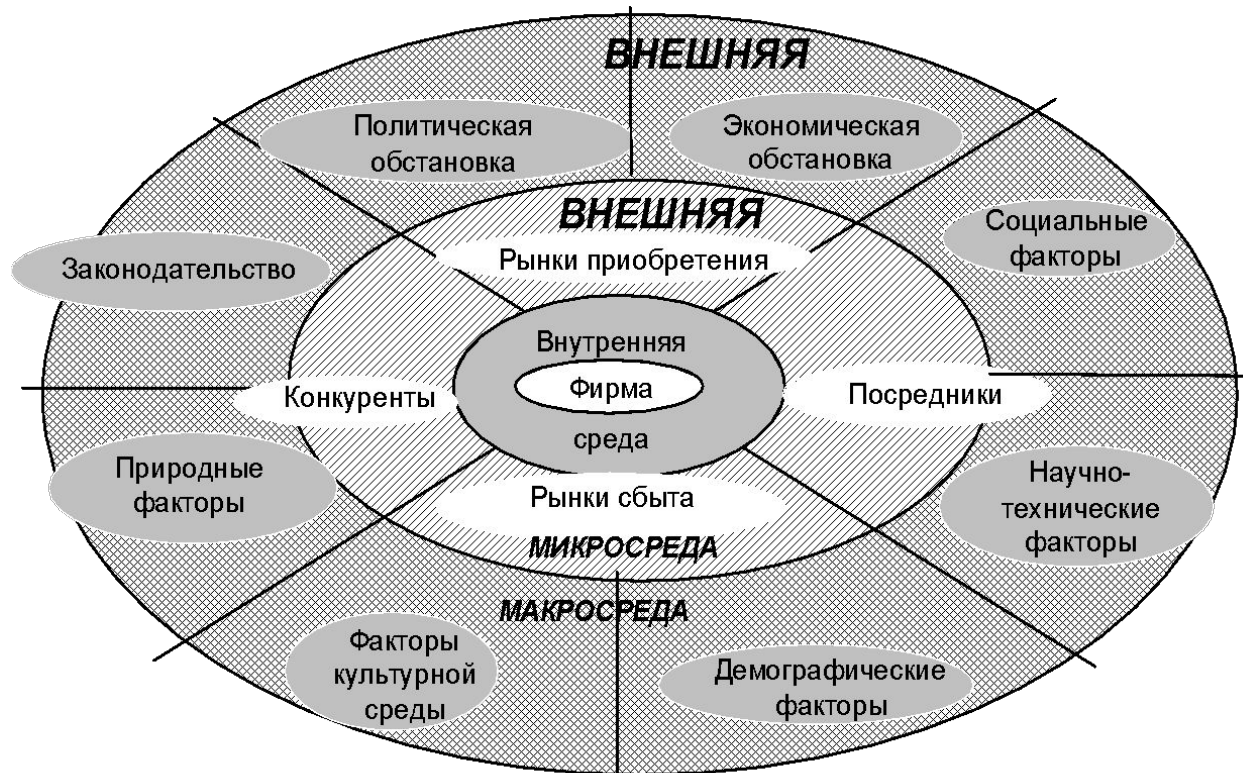 ВНЕШНЯЯ
Политическая
обстановка
Экономическая
обстановка
ВНЕШНЯЯ
Социальные
факторы
Законодательство
Рынки приобретения
Внутренняя
Конкуренты
Фирма
Посредники
среда
Природные
факторы
Рынки сбыта
Научно-
технические
факторы
МИКРОСРЕДА
МАКРОСРЕДА
Факторы
культурной
среды
Демографические
факторы